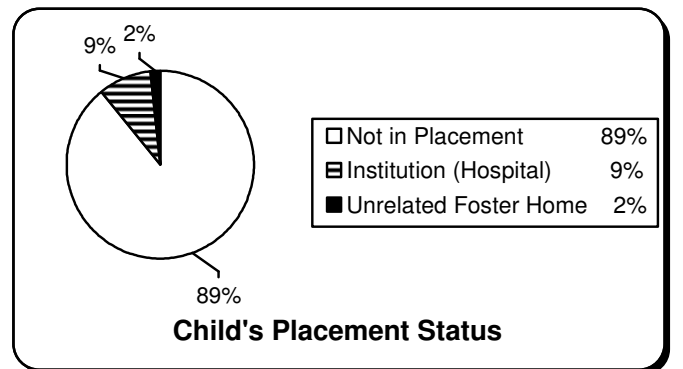 9% 2%
Not in Placement 89%
Institution (Hospital) 9%
Unrelated Foster Home 2%
89%
Child's Placement Status